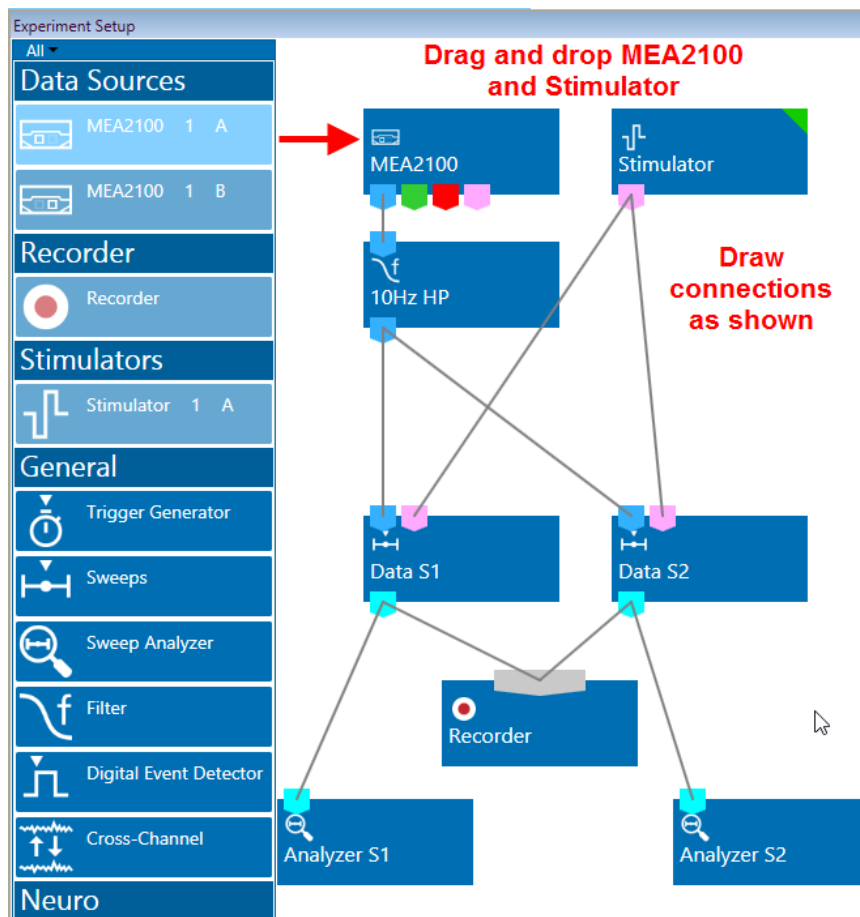 Experiment Setup
All
Data Sources
MEA2100 1 A
MEA2100 1 B
Recorder
Recorder
Stimulators
Stimulator 1 A
General
Trigger Generator
Sweeps
Sweep Analyzer
Filter
Digital Event Detector
Cross-Channel
Neuro
Drag and drop MEA2100
and Stimulator
MEA2100
Stimulator
10Hz HP
Draw
connections
as shown
Data S1
Data S2
Recorder
Analyzer S1
Analyzer S2